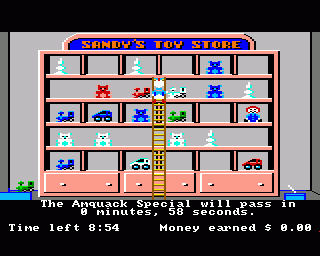 SANDY'S TOY STORE
The Amquack Special will pass in
0 minutes, 58 seconds.
Time left 8:54 Money earned $ 0.00